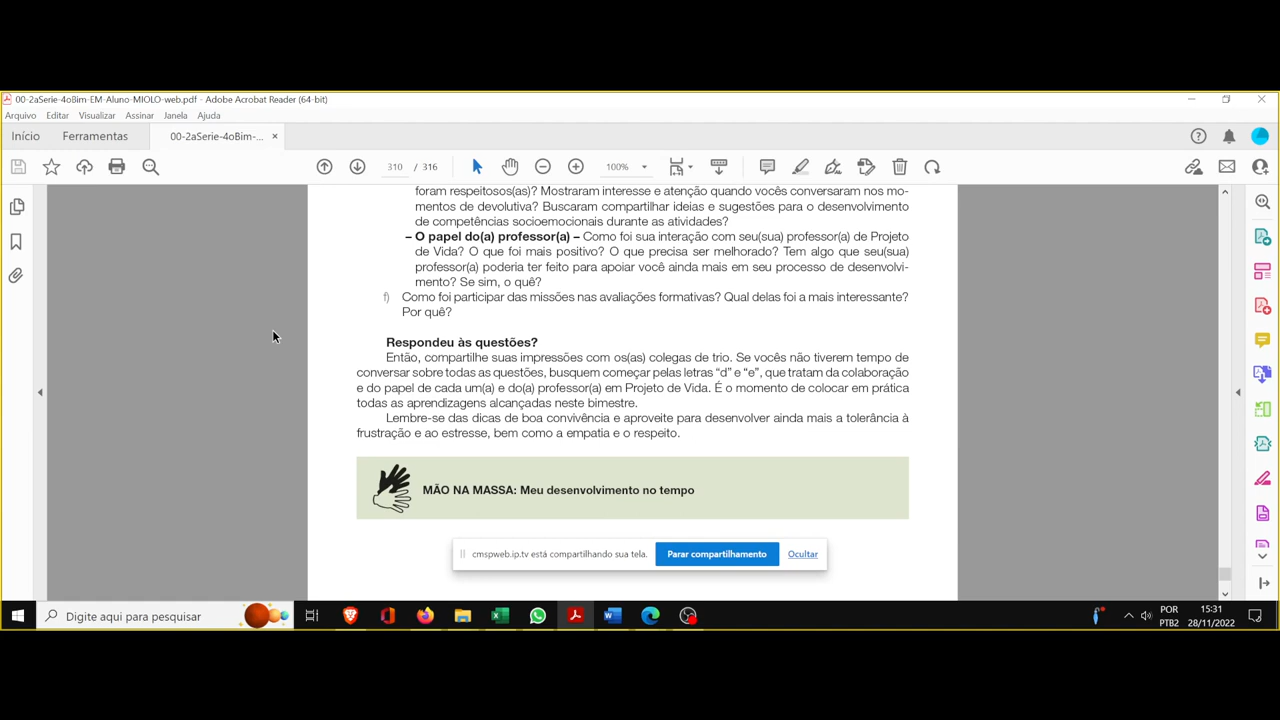 00-2aSerie-4oBim-EM-Aluno-MIOLO-web.pdf - Adobe Acrobat Reader (64-bit)
Arquivo Editar Visualizar Assinar Janela Ajuda
Início Ferramentas 00-2aSerie-4oBim-... ×
310 / 316 100%
foram respeitosos(as)? Mostraram interesse e atenção quando vocês conversaram nos mo-
mentos de devolutiva? Buscaram compartilhar ideias e sugestões para o desenvolvimento
de competências socioemocionais durante as atividades?
– O papel do(a) professor(a) – Como foi sua interação com seu(sua) professor(a) de Projeto
de Vida? O que foi mais positivo? O que precisa ser melhorado? Tem algo que seu(sua)
professor(a) poderia ter feito para apoiar você ainda mais em seu processo de desenvolvi-
mento? Se sim, o quê?
f) Como foi participar das missões nas avaliações formativas? Qual delas foi a mais interessante?
Por quê?
Respondeu às questões?
Então, compartilhe suas impressões com os(as) colegas de trio. Se vocês não tiverem tempo de
conversar sobre todas as questões, busquem começar pelas letras “d” e “e”, que tratam da colaboração
e do papel de cada um(a) e do(a) professor(a) em Projeto de Vida. É o momento de colocar em prática
todas as aprendizagens alcançadas neste bimestre.
Lembre-se das dicas de boa convivência e aproveite para desenvolver ainda mais a tolerância à
frustração e ao estresse, bem como a empatia e o respeito.
MÃO NA MASSA: Meu desenvolvimento no tempo
cmspweb.ip.tv está compartilhando sua tela. Parar compartilhamento Ocultar
Digite aqui para pesquisar
POR 15:31
PTB2 28/11/2022